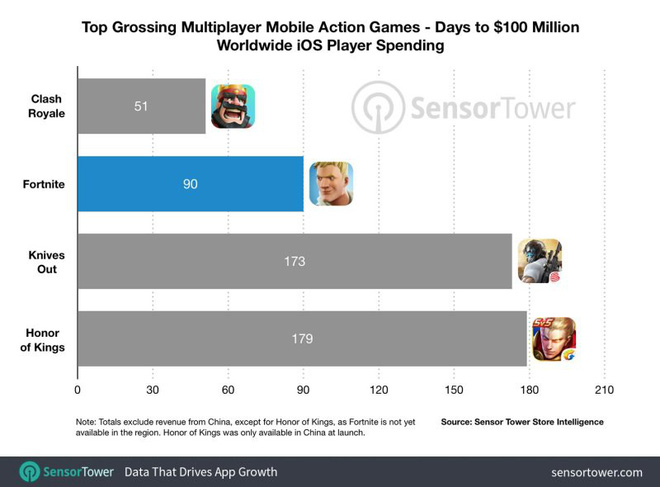 Top Grossing Multiplayer Mobile Action Games - Days to $100 Million
Worldwide iOS Player Spending
SensorTower
Clash
Royale
51
Fortnite
90
Knives
Out
173
Honor
of Kings
179
5V5
0 30 60 90 120 150 180 210
Note: Totals exclude revenue from China, except for Honor of Kings, as Fortnite is not yet
available in the region. Honor of Kings was only available in China at launch.
Source: Sensor Tower Store Intelligence
SensorTower Data That Drives App Growth sensortower.com